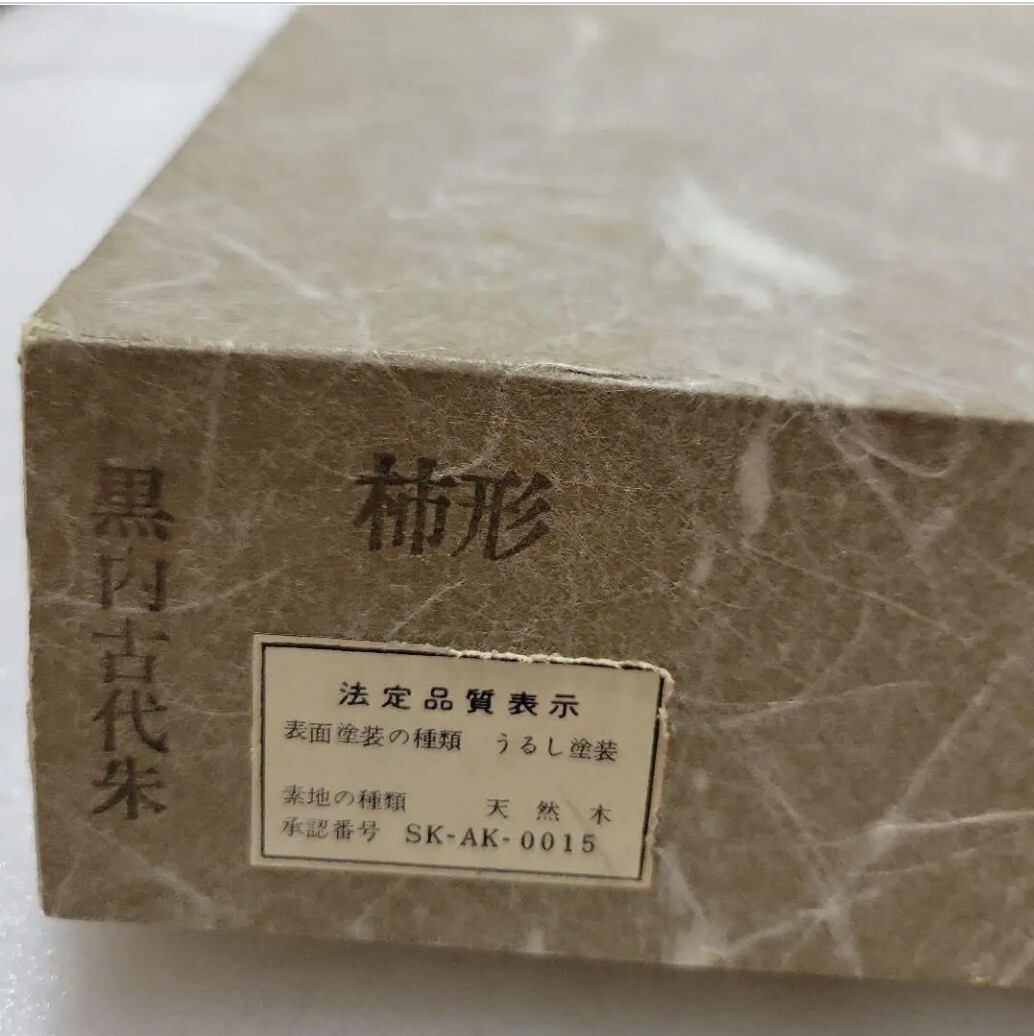 柿形
黒内古代朱
法定品質表示
表面塗装の種類 うるし塗装
素地の種類 天然木
承認番号 SK-AK-0015